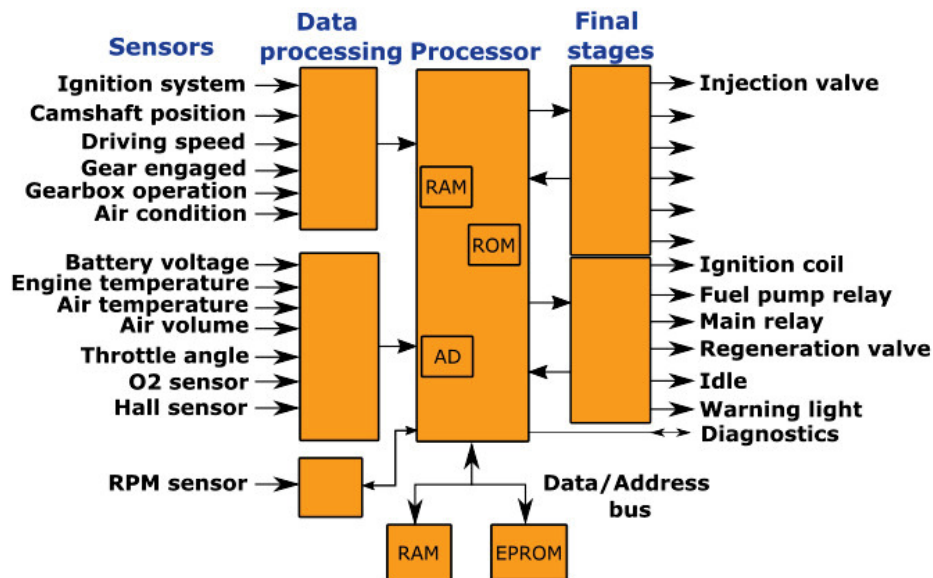 Sensors
Data
processing
Processor
Final
stages
Ignition system
Camshaft position
Driving speed
Gear engaged
Gearbox operation
Air condition
Battery voltage
Engine temperature
Air temperature
Air volume
Throttle angle
O2 sensor
Hall sensor
RPM sensor
RAM
ROM
AD
Injection valve
Ignition coil
Fuel pump relay
Main relay
Regeneration valve
Idle
Warning light
Diagnostics
Data/Address
bus
RAM
EPROM